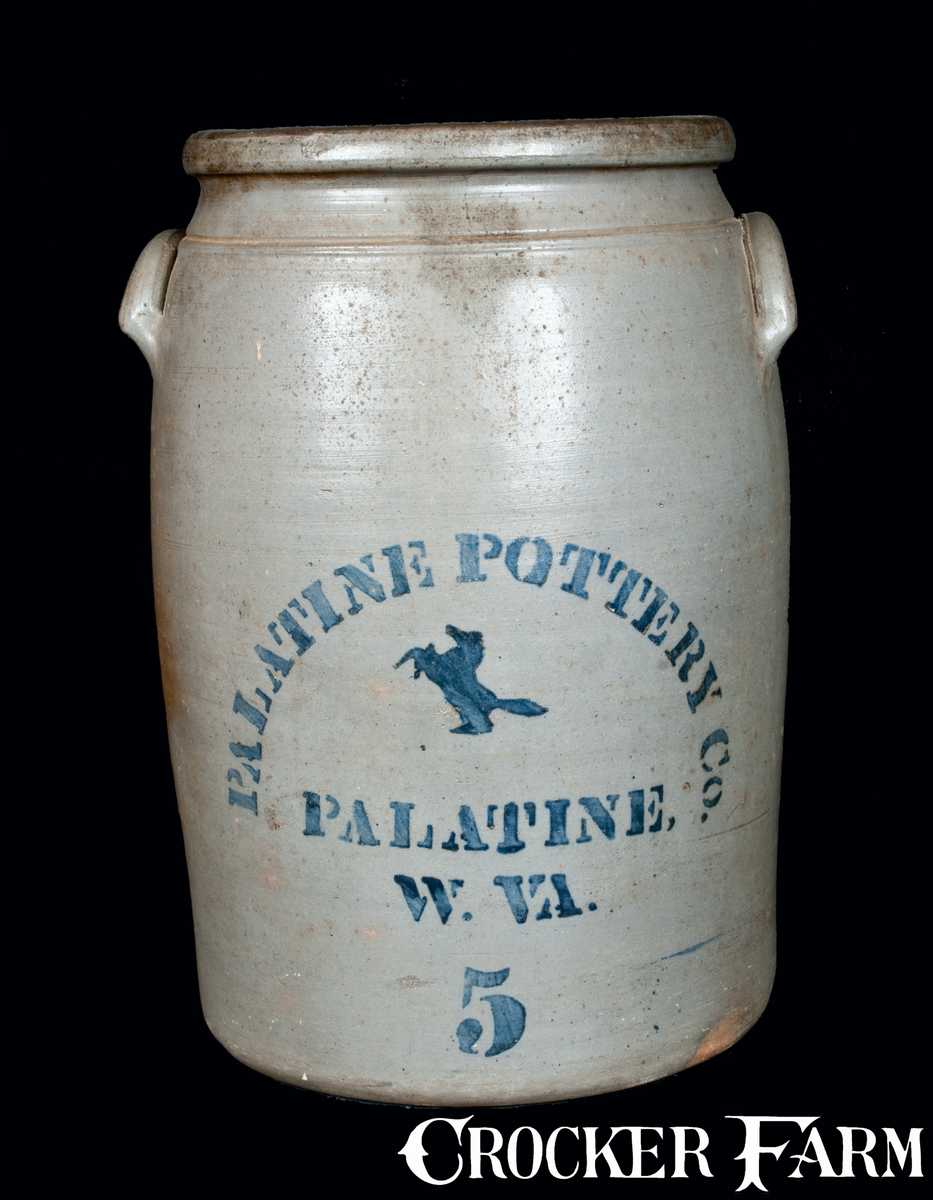 PALATINE POTTERY CO.
PALATINE,
W. VA.
5
CROCKER FARM